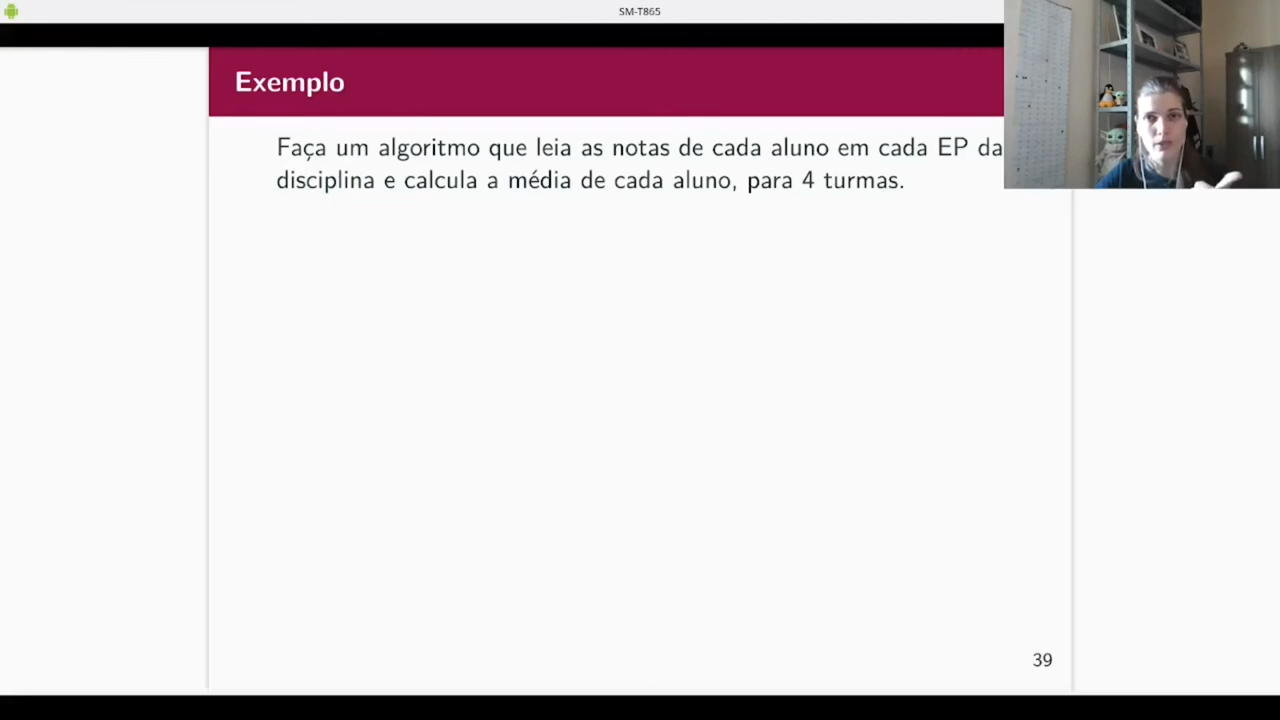 SM-T865
Exemplo
Faça um algoritmo que leia as notas de cada aluno em cada EP da
disciplina e calcula a média de cada aluno, para 4 turmas.
39